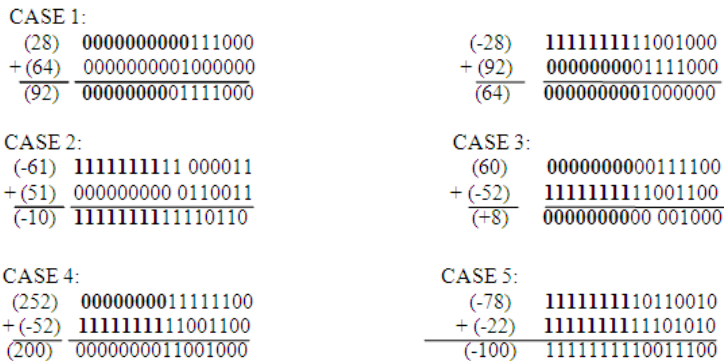 CASE 1:
(28) 0000000000111000
+ (64) 0000000001000000
(92) 0000000001111000
(-28) 1111111111001000
+ (92) 0000000001111000
(64) 0000000001000000
CASE 2:
(-61) 1111111111 000011
+ (51) 000000000 0110011
(-10) 1111111111110110
CASE 3:
(60) 0000000000111100
+ (-52) 1111111111001100
(+8) 0000000000 001000
CASE 4:
(252) 0000000011111100
+ (-52) 1111111111001100
(200) 0000000011001000
CASE 5:
(-78) 1111111110110010
+ (-22) 1111111111101010
(-100) 1111111110011100